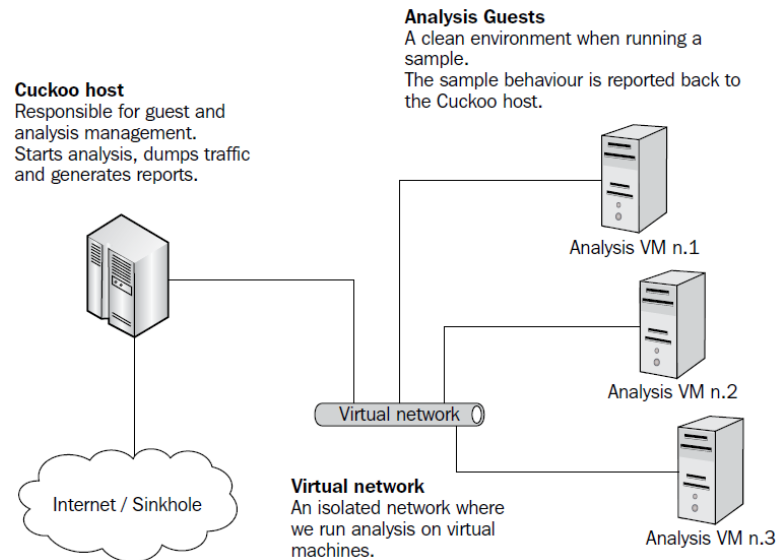 Analysis Guests
A clean environment when running a
sample.
The sample behaviour is reported back to
the Cuckoo host.
Cuckoo host
Responsible for guest and
analysis management.
Starts analysis, dumps traffic
and generates reports.
Analysis VM n.1
Analysis VM n.2
Virtual network
Internet / Sinkhole
Virtual network
An isolated network where
we run analysis on virtual
machines.
Analysis VM n.3